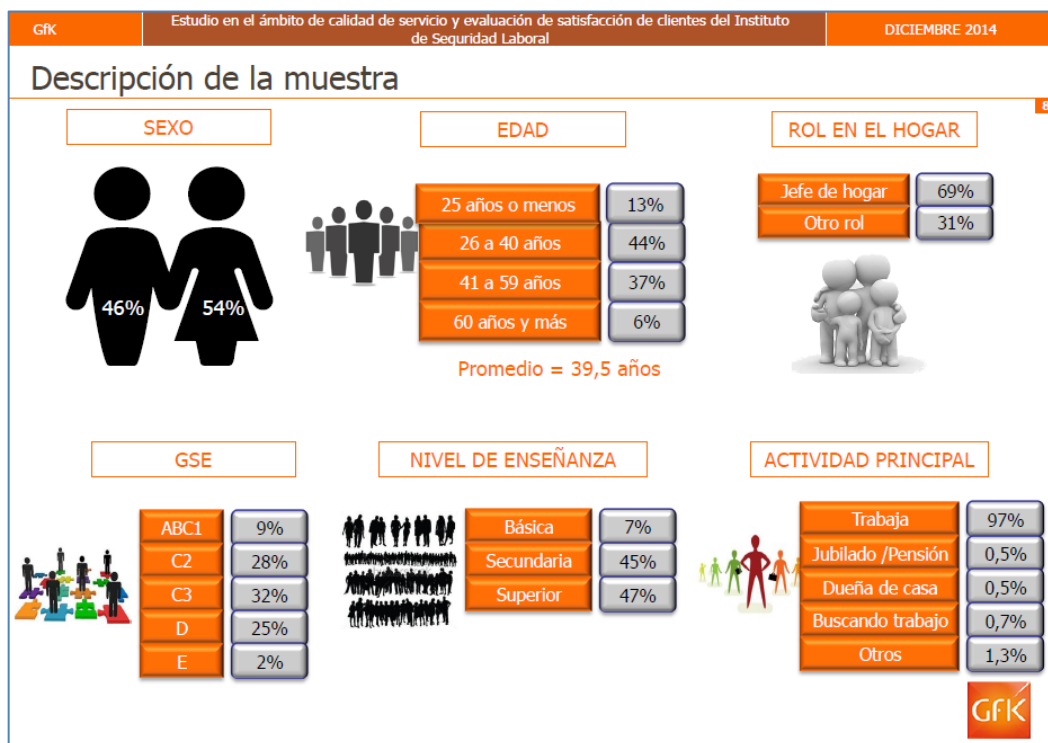 GfK
Estudio en el ámbito de calidad de servicio y evaluación de satisfacción de clientes del Instituto
de Seguridad Laboral
DICIEMBRE 2014
Descripción de la muestra
8
SEXO
46%
54%
EDAD
25 años o menos 13%
26 a 40 años 44%
41 a 59 años 37%
60 años y más 6%
Promedio = 39,5 años
ROL EN EL HOGAR
Jefe de hogar 69%
Otro rol 31%
GSE
ABC1 9%
C2 28%
C3 32%
D 25%
E 2%
NIVEL DE ENSEÑANZA
Básica 7%
Secundaria 45%
Superior 47%
ACTIVIDAD PRINCIPAL
Trabaja 97%
Jubilado /Pensión 0,5%
Dueña de casa 0,5%
Buscando trabajo 0,7%
Otros 1,3%
GfK